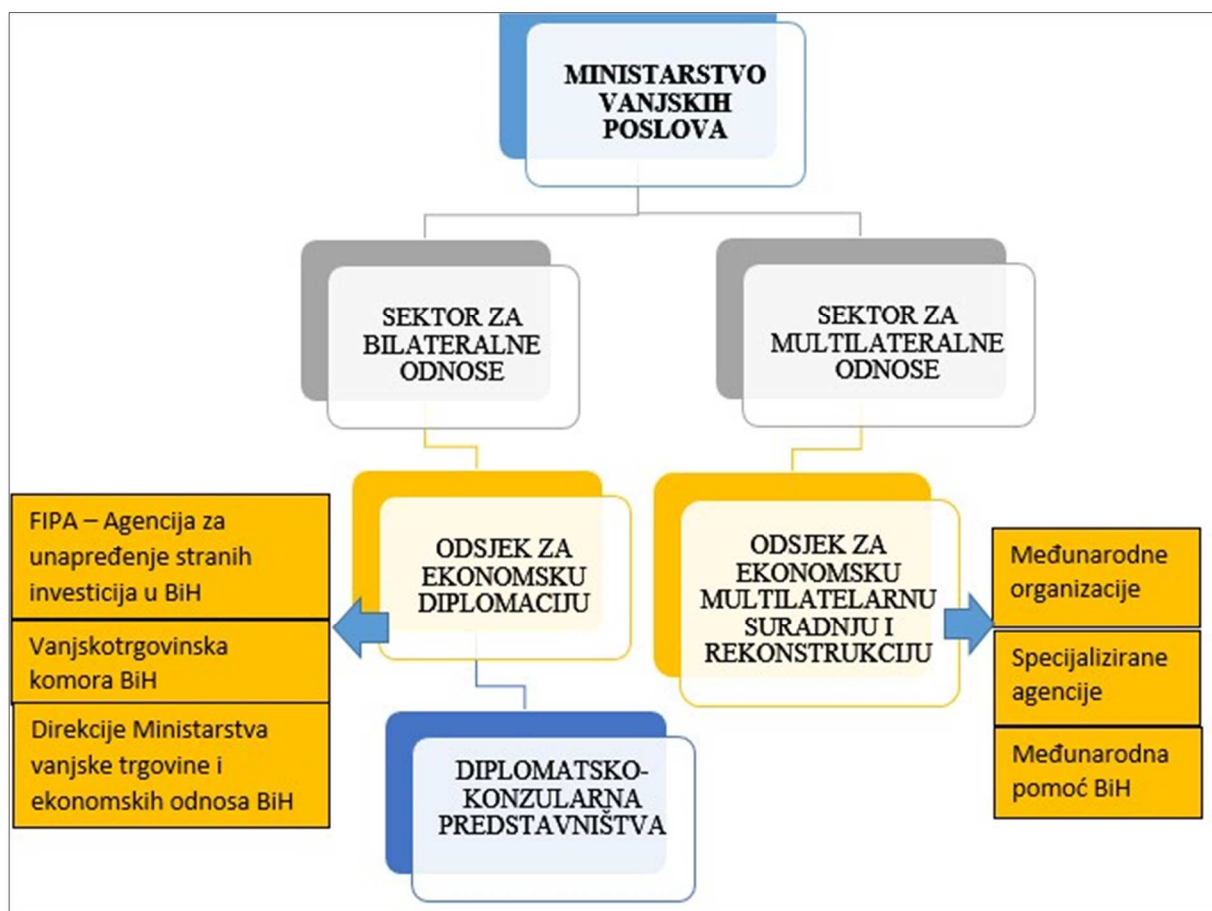 MINISTARSTVO
VANJSKIH
POSLOVA
SEKTOR ZA
BILATERALNE
ODNOSE
SEKTOR ZA
MULTILATERALNE
ODNOSE
FIPA – Agencija za
unapređenje stranih
investicija u BiH
Vanjskotrgovinska
komora BiH
Direkcije Ministarstva
vanjske trgovine i
ekonomskih odnosa BiH
ODSJEK ZA
EKONOMSKU
DIPLOMACIJU
ODSJEK ZA
EKONOMSKU
MULTILATELARNU
SURADNJU I
REKONSTRUKCIJU
Međunarodne
organizacije
Specijalizirane
agencije
Međunarodna
pomoć BiH
DIPLOMATSKO-
KONZULARNA
PREDSTAVNIŠTVA